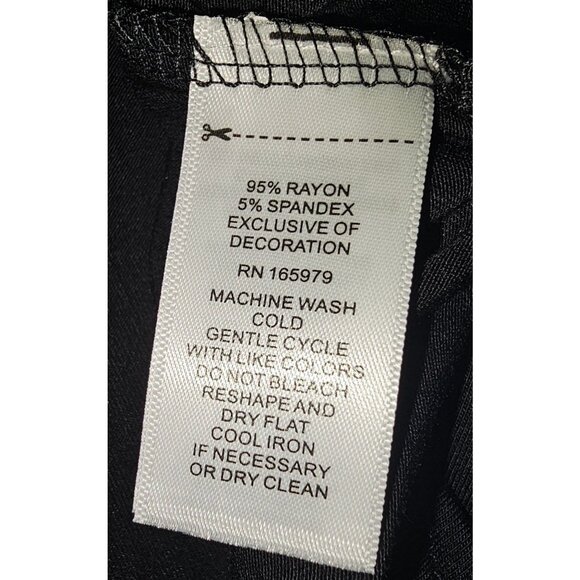 95% RAYON
5% SPANDEX
EXCLUSIVE OF
DECORATION
RN 165979
MACHINE WASH
COLD
GENTLE CYCLE
WITH LIKE COLORS
DO NOT BLEACH
RESHAPE AND
DRY FLAT
COOL IRON
IF NECESSARY
OR DRY CLEAN